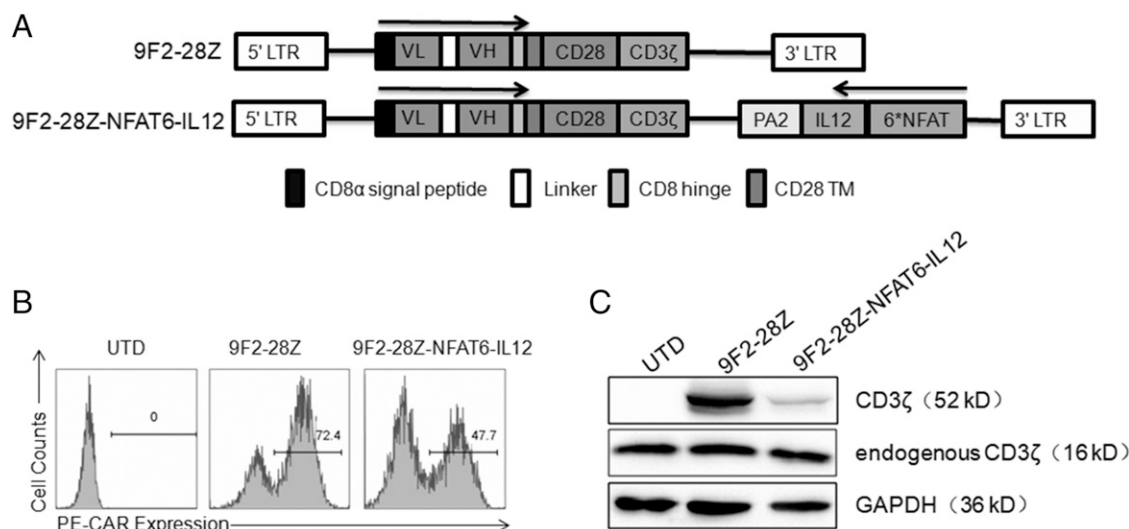 A
9F2-28Z
5' LTR VL VH CD28 CD3ζ 3' LTR
9F2-28Z-NFAT6-IL12
5' LTR VL VH CD28 CD3ζ PA2 IL12 6*NFAT 3' LTR
CD8α signal peptide Linker CD8 hinge CD28 TM
B
UTD 9F2-28Z 9F2-28Z-NFAT6-IL12
Cell Counts
0 72.4 47.7
PE-CAR Expression
C
UTD 9F2-28Z 9F2-28Z-NFAT6-IL12
CD3ζ (52 kD)
endogenous CD3ζ (16 kD)
GAPDH (36 kD)